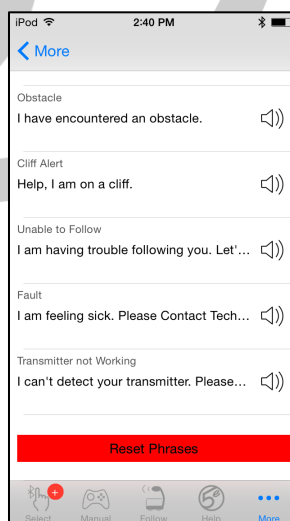 iPod 2:40 PM
More
Obstacle
I have encountered an obstacle.
Cliff Alert
Help, I am on a cliff.
Unable to Follow
I am having trouble following you. Let'...
Fault
I am feeling sick. Please Contact Tech...
Transmitter not Working
I can't detect your transmitter. Please...
Reset Phrases
Select Manual Follow Help More